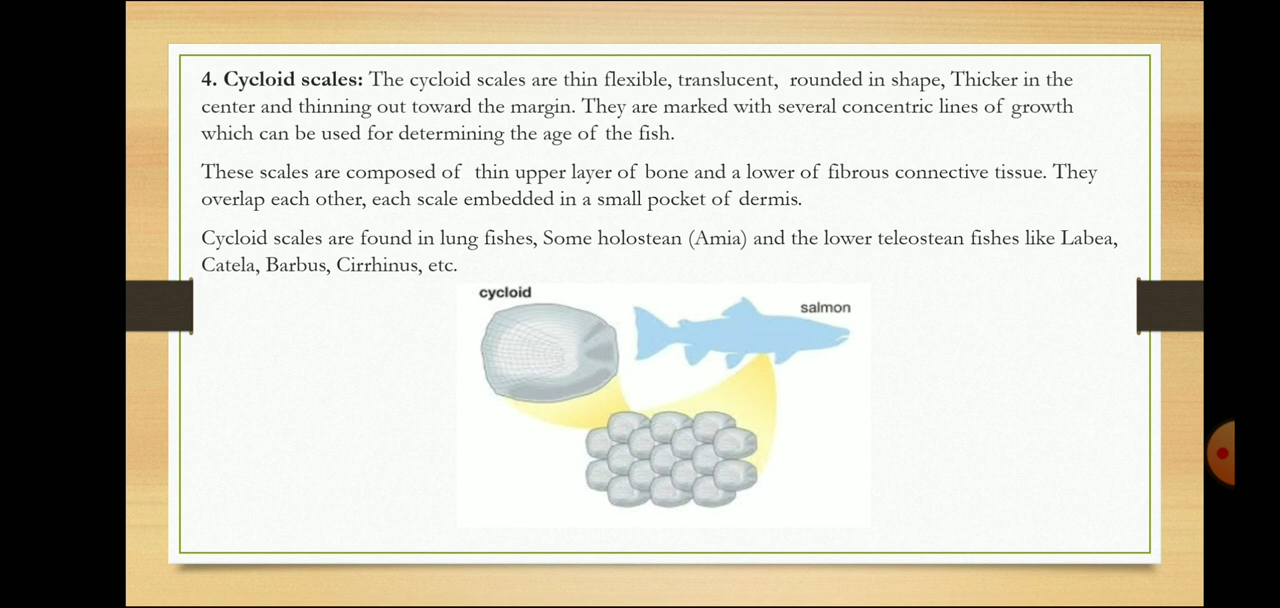 4. Cycloid scales: The cycloid scales are thin flexible, translucent, rounded in shape, Thicker in the
center and thinning out toward the margin. They are marked with several concentric lines of growth
which can be used for determining the age of the fish.
These scales are composed of thin upper layer of bone and a lower of fibrous connective tissue. They
overlap each other, each scale embedded in a small pocket of dermis.
Cycloid scales are found in lung fishes, Some holostean (Amia) and the lower teleostean fishes like Labea,
Catela, Barbus, Cirrhinus, etc.
cycloid
salmon